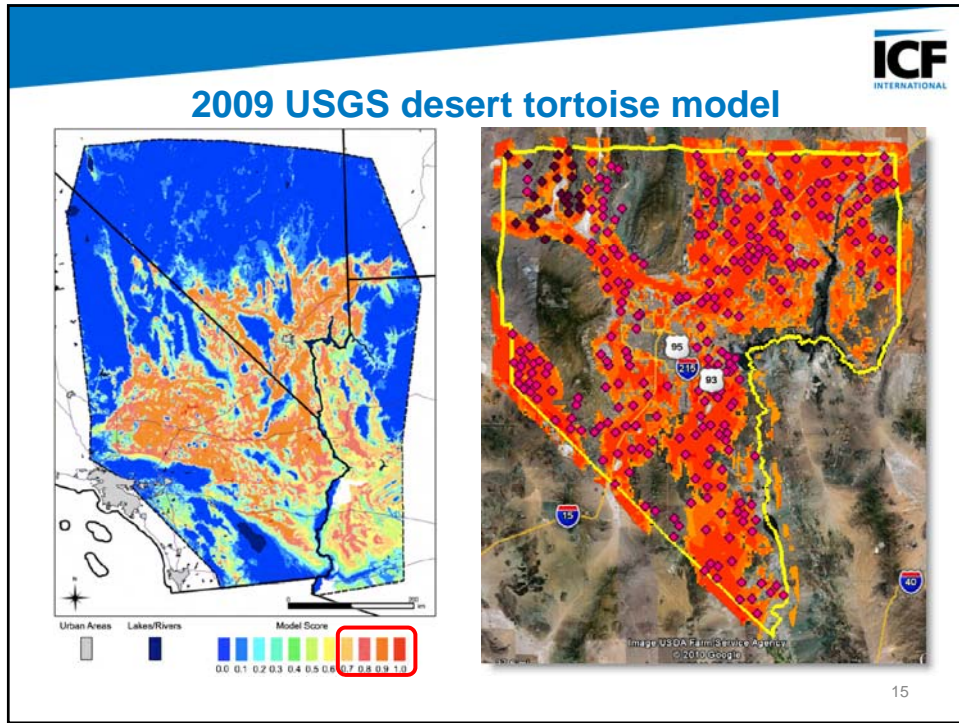 ICF
INTERNATIONAL
2009 USGS desert tortoise model
N
200
km
Urban Areas
Lakes/Rivers
Model Score
0.0 0.1 0.2 0.3 0.4 0.5 0.6 0.7 0.8 0.9 1.0
95
215
93
15
40
Image USDA Farm Service Agency
15